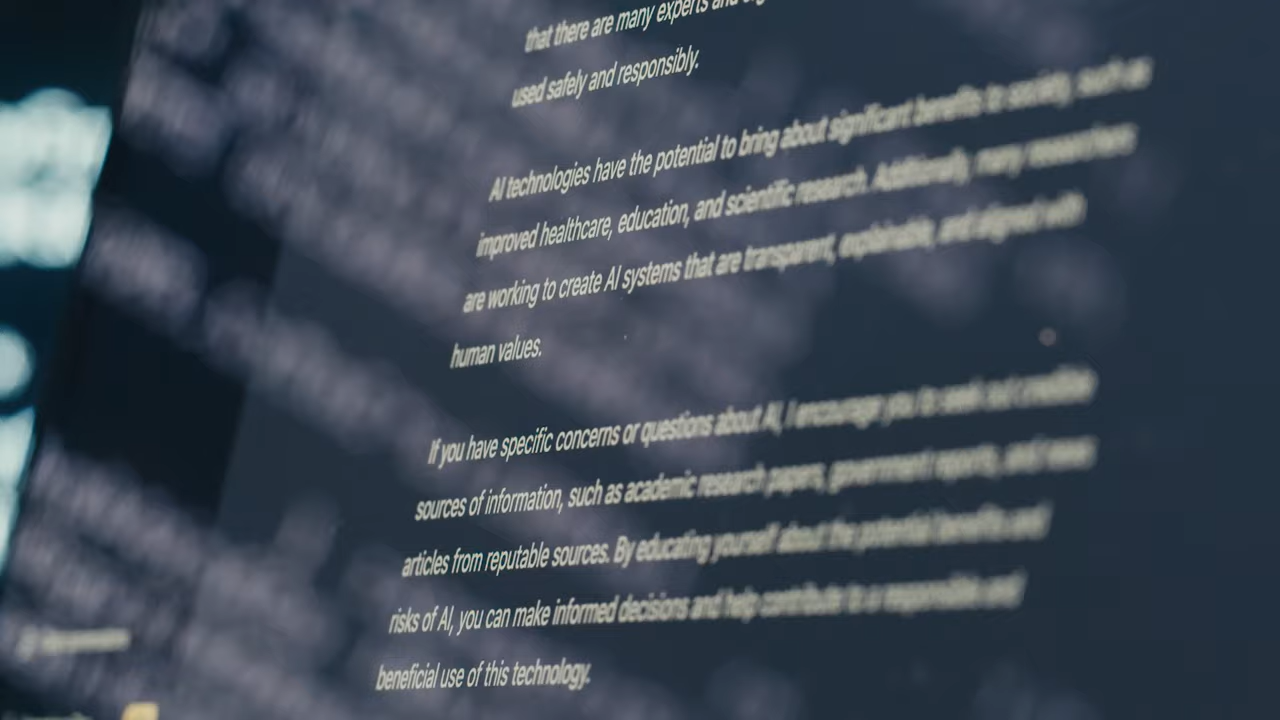 that there are many experts and
used safely and responsibly.
AI technologies have the potential to bring about significant benefits to society, such as
improved healthcare, education, and scientific research. Additionally, many researchers
are working to create AI systems that are transparent, explainable, and aligned with
human values.
If you have specific concerns or questions about AI, I encourage you to seek out credible
sources of information, such as academic research papers, government reports, and news
articles from reputable sources. By educating yourself about the potential benefits and
risks of AI, you can make informed decisions and help contribute to a responsible and
beneficial use of this technology.